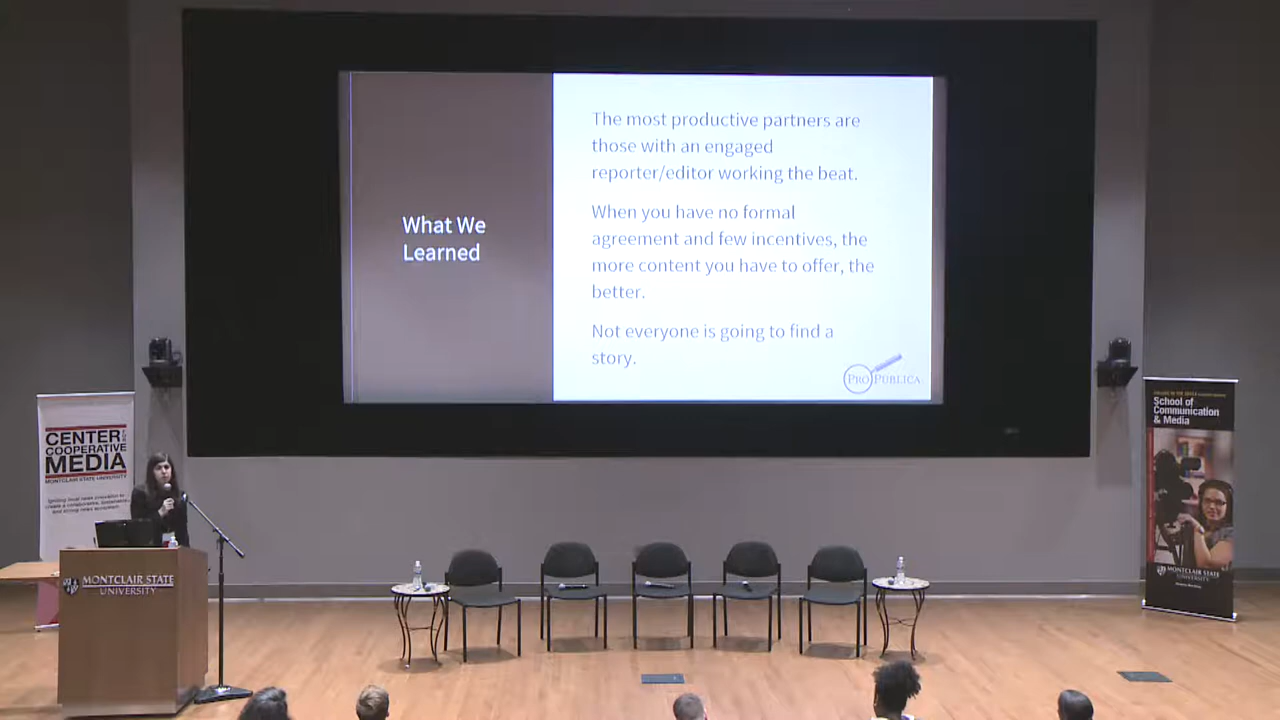 What We
Learned
The most productive partners are
those with an engaged
reporter/editor working the beat.
When you have no formal
agreement and few incentives, the
more content you have to offer, the
better.
Not everyone is going to find a
story.
PROPUBLICA
CENTER
COOPERATIVE
MEDIA
MONTCLAIR STATE UNIVERSITY
MONTCLAIR STATE
UNIVERSITY
School of
Communication
& Media
MONTCLAIR STATE
UNIVERSITY